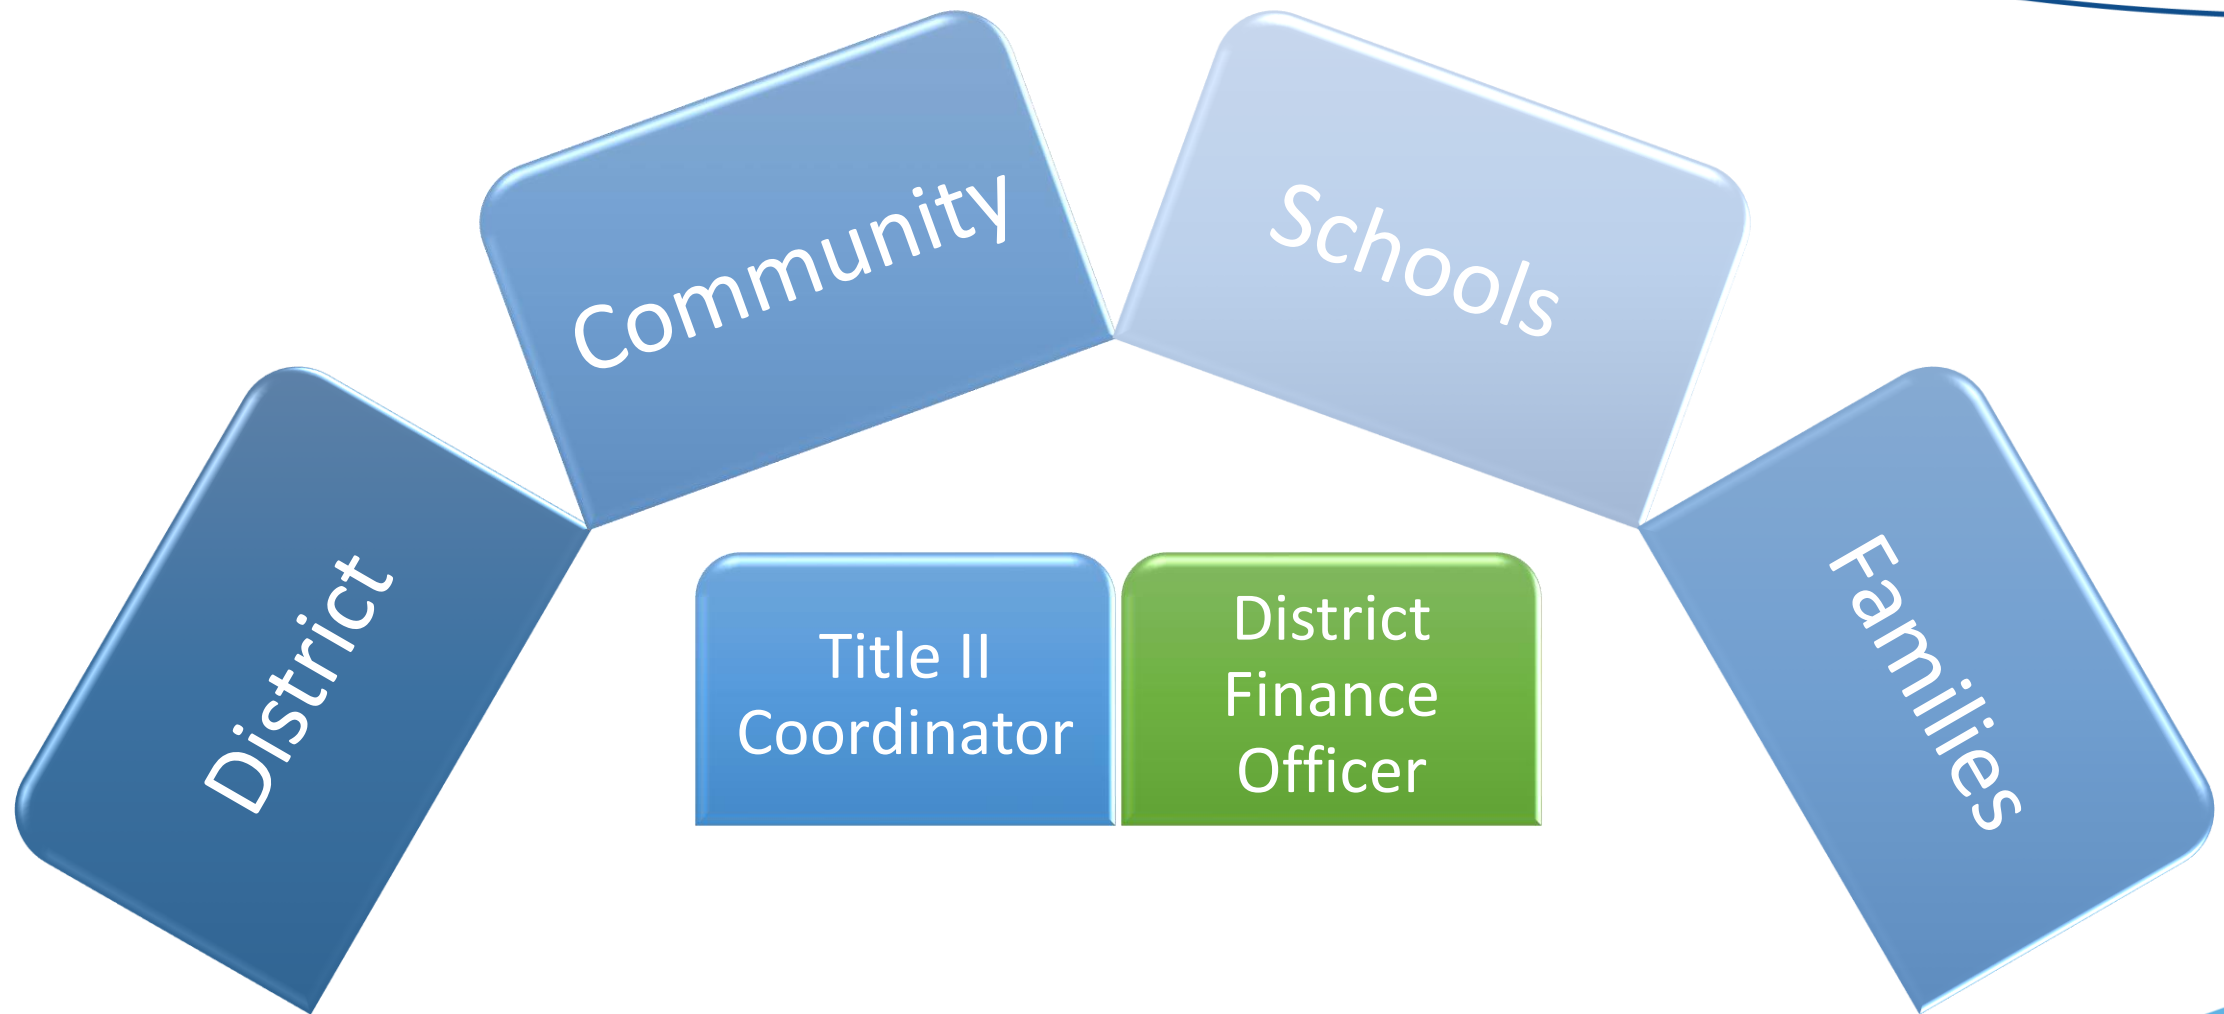 District
Community
Schools
Families
Title II
Coordinator
District
Finance
Officer